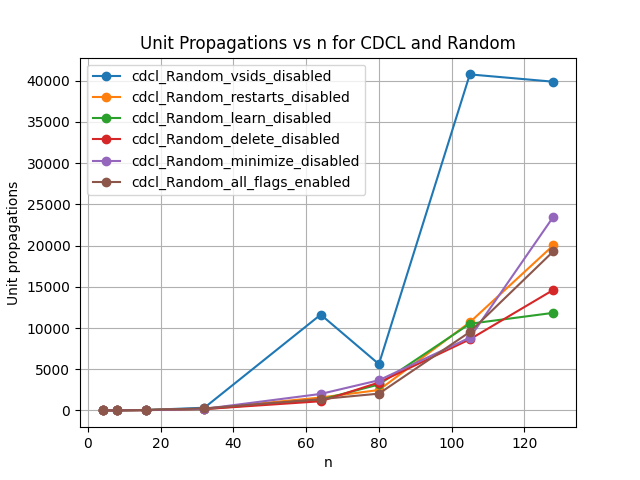 Unit Propagations vs n for CDCL and Random
cdcl_Random_vsids_disabled
cdcl_Random_restarts_disabled
cdcl_Random_learn_disabled
cdcl_Random_delete_disabled
cdcl_Random_minimize_disabled
cdcl_Random_all_flags_enabled
Unit propagations
40000
35000
30000
25000
20000
15000
10000
5000
0
0 20 40 60 80 100 120
n